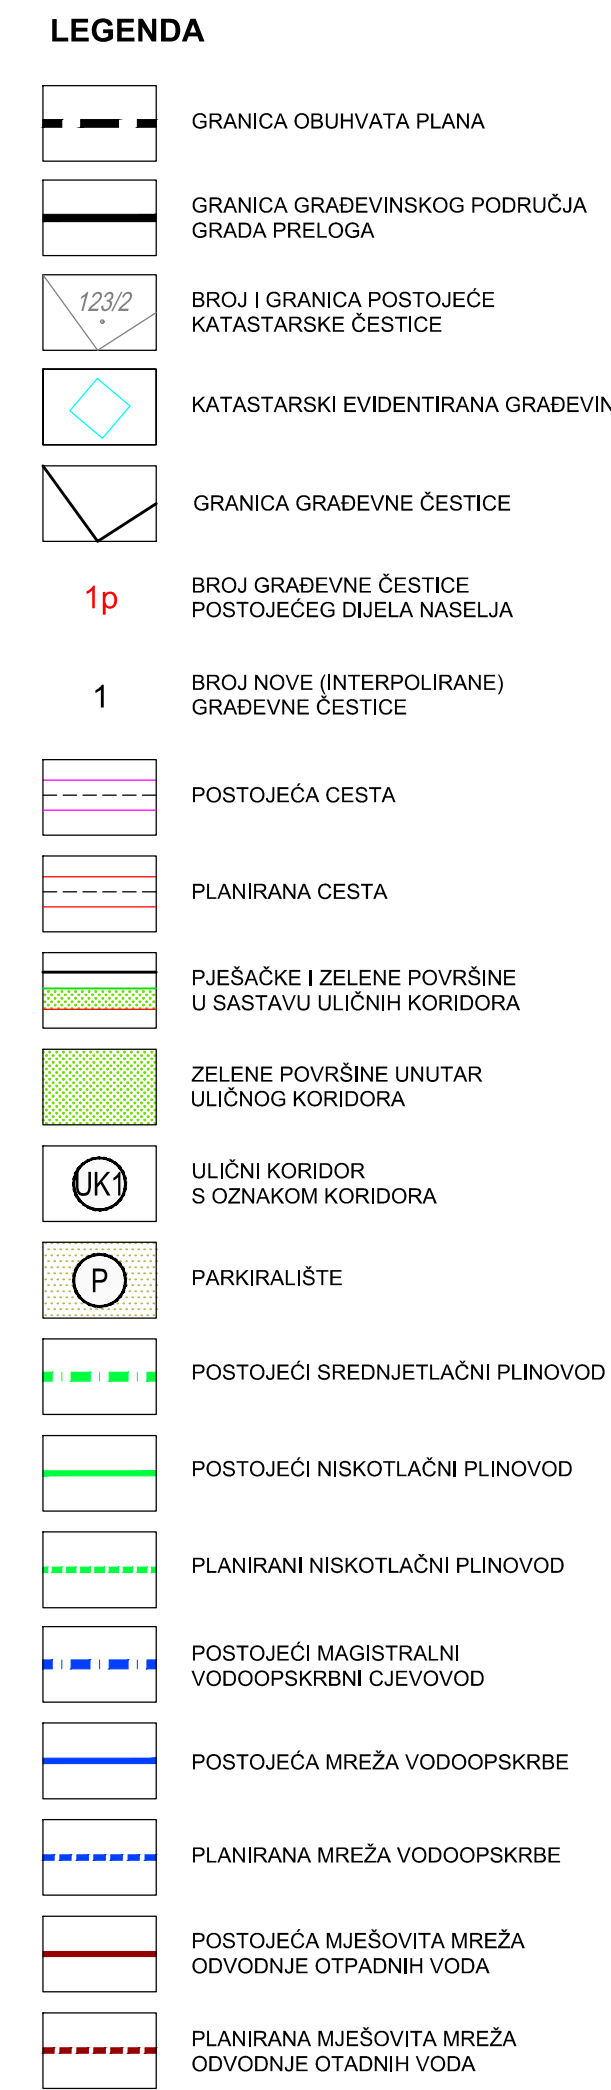 LEGENDA
GRANICA OBUHVATA PLANA
GRANICA GRAĐEVINSKOG PODRUČJA
GRADA PRELOGA
123/2
BROJ I GRANICA POSTOJEĆE
KATASTARSKE ČESTICE
KATASTARSKI EVIDENTIRANA GRAĐEVIN
GRANICA GRAĐEVNE ČESTICE
1p
BROJ GRAĐEVNE ČESTICE
POSTOJEĆEG DIJELA NASELJA
1
BROJ NOVE (INTERPOLIRANE)
GRAĐEVNE ČESTICE
POSTOJEĆA CESTA
PLANIRANA CESTA
PJEŠAČKE I ZELENE POVRŠINE
U SASTAVU ULIČNIH KORIDORA
ZELENE POVRŠINE UNUTAR
ULIČNOG KORIDORA
UK1
ULIČNI KORIDOR
S OZNAKOM KORIDORA
P
PARKIRALIŠTE
POSTOJEĆI SREDNJETLAČNI PLINOVOD
POSTOJEĆI NISKOTLAČNI PLINOVOD
PLANIRANI NISKOTLAČNI PLINOVOD
POSTOJEĆI MAGISTRALNI
VODOOPSKRBNI CJEVOVOD
POSTOJEĆA MREŽA VODOOPSKRBE
PLANIRANA MREŽA VODOOPSKRBE
POSTOJEĆA MJEŠOVITA MREŽA
ODVODNJE OTPADNIH VODA
PLANIRANA MJEŠOVITA MREŽA
ODVODNJE OTADNIH VODA